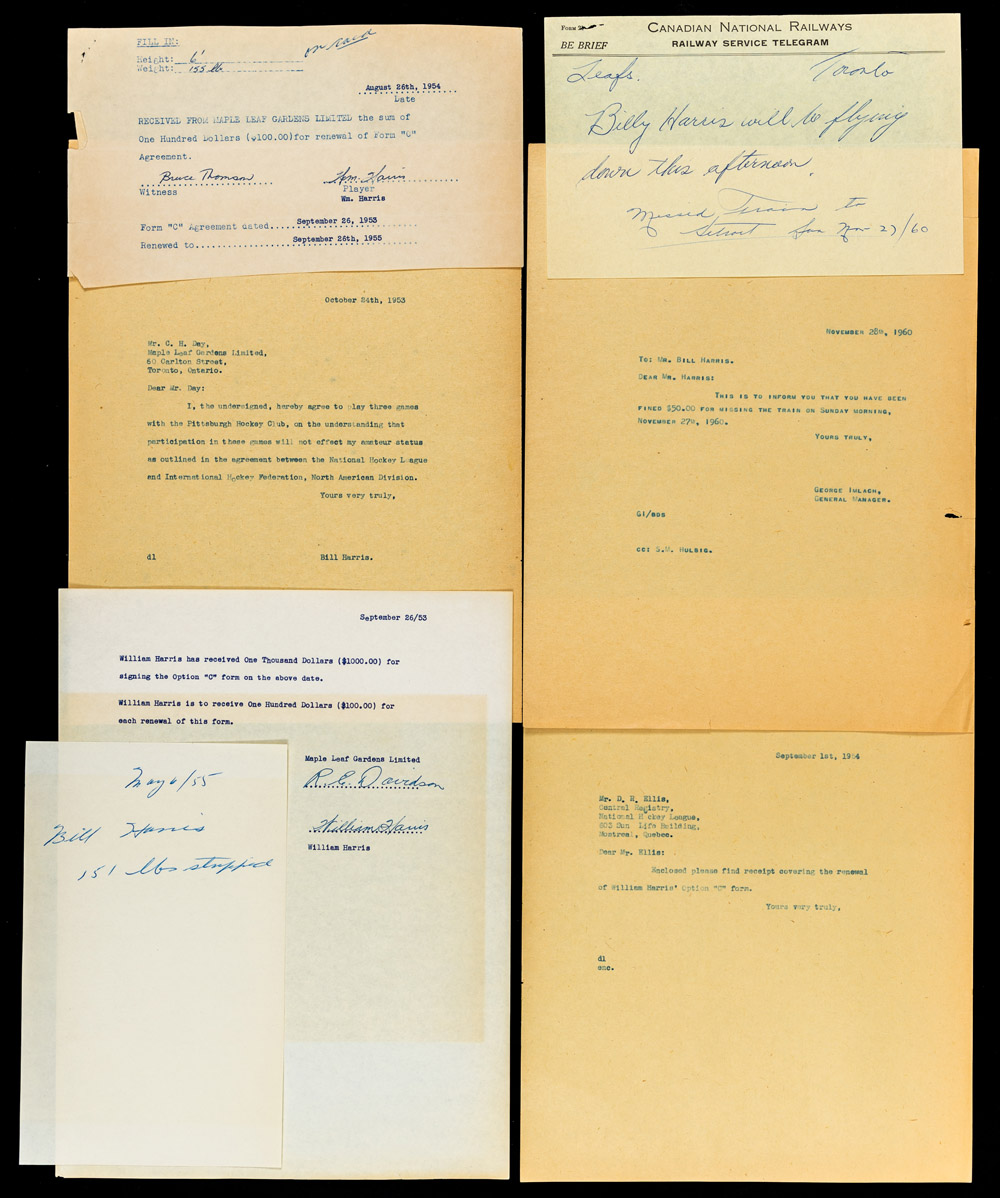 FILL IN:
on card
Height: 6'
Weight: 155 lb
August 26th, 1954
Date
RECEIVED FROM MAPLE LEAF GARDENS LIMITED the sum of
One Hundred Dollars ($100.00)for renewal of Form "C"
Agreement.
Bruce Thomson Wm. Harris
Witness Player
Wm. Harris
Form "C" Agreement dated....September 26, 1953
Renewed to....September 26th, 1955
October 24th, 1953
Mr. C. H. Day,
Maple Leaf Gardens Limited,
60 Carlton Street,
Toronto, Ontario.
Dear Mr. Day:
I, the undersigned, hereby agree to play three games
with the Pittsburgh Hockey Club, on the understanding that
participation in these games will not effect my amateur status
as outlined in the agreement between the National Hockey League
and International Hockey Federation, North American Division.
Yours very truly,
dl Bill Harris.
September 26/53
William Harris has received One Thousand Dollars ($1000.00) for
signing the Option "C" form on the above date.
William Harris is to receive One Hundred Dollars ($100.00) for
each renewal of this form.
Maple Leaf Gardens Limited
R. E. Davidson
William Harris
William Harris
May 6/55
Bill Harris
151 lbs stripped
Form
CANADIAN NATIONAL RAILWAYS
BE BRIEF RAILWAY SERVICE TELEGRAM
Leafs. Toronto
Billy Harris will be flying
down this afternoon.
Missed Train to
Detroit Sun Nov 27/60
NOVEMBER 28TH, 1960
TO: MR. BILL HARRIS.
DEAR MR. HARRIS:
THIS IS TO INFORM YOU THAT YOU HAVE BEEN
FINED $50.00 FOR MISSING THE TRAIN ON SUNDAY MORNING,
NOVEMBER 27TH, 1960.
YOURS TRULY,
GEORGE IMLACH,
GENERAL MANAGER.
GI/
CC: S.M. HULBIG.
September 1st, 1954
Mr. D. H. Ellis,
Central Registry,
National Hockey League,
603 Sun Life Building,
Montreal, Quebec.
Dear Mr. Ellis:
Enclosed please find receipt covering the renewal
of William Harris' Option "C" form.
Yours very truly,
dl
enc.